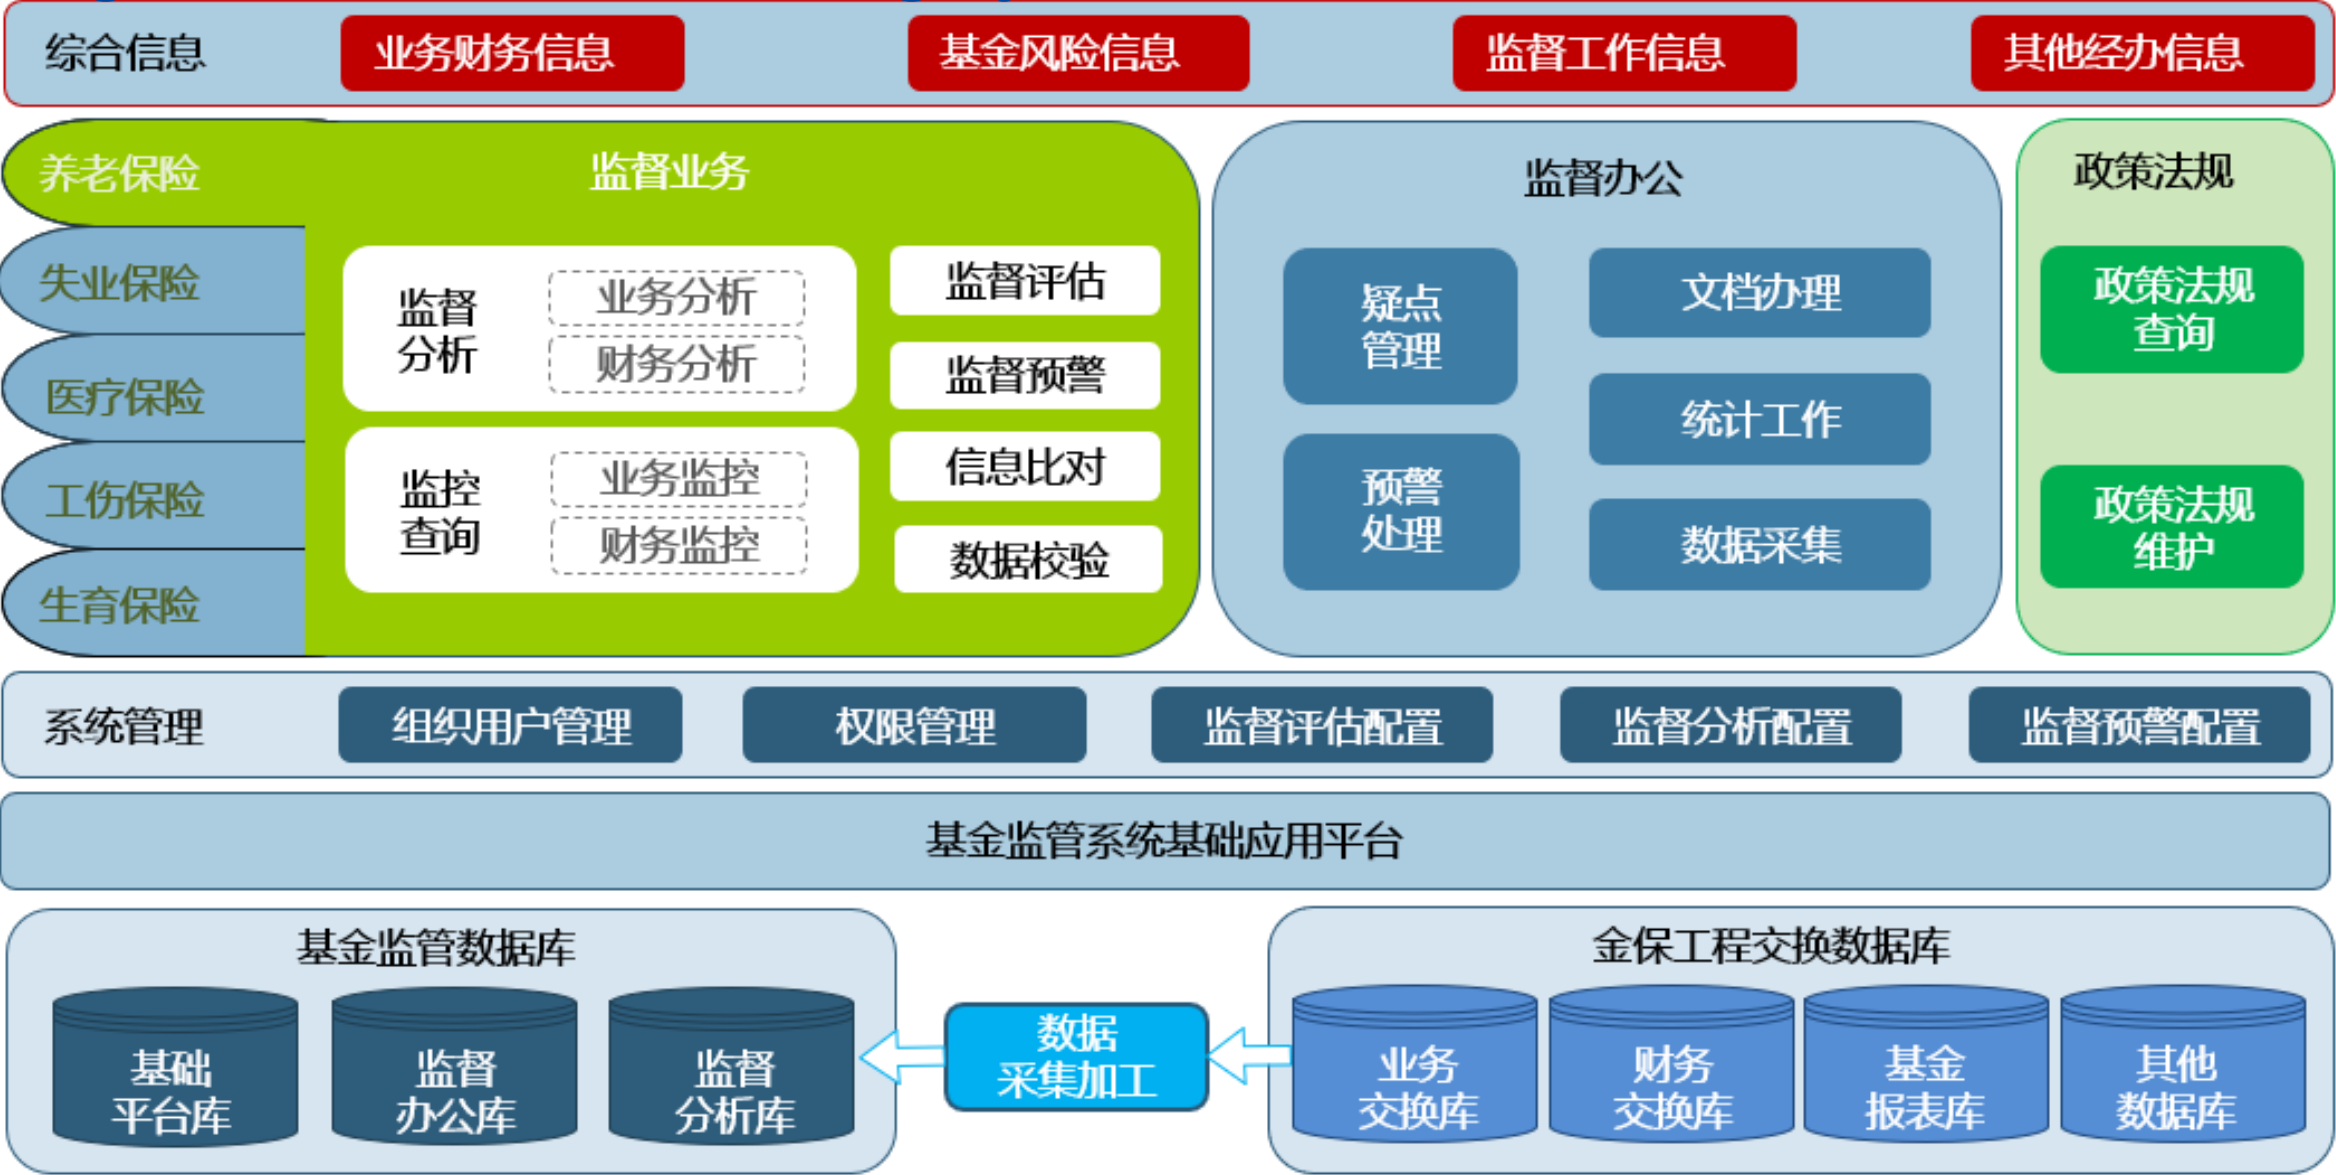 综合信息
业务财务信息
基金风险信息
监督工作信息
其他经办信息
养老保险
失业保险
医疗保险
工伤保险
生育保险
监督业务
监督
分析
业务分析
财务分析
监控
查询
业务监控
财务监控
监督评估
监督预警
信息比对
数据校验
监督办公
疑点
管理
预警
处理
文档办理
统计工作
数据采集
政策法规
政策法规
查询
政策法规
维护
系统管理
组织用户管理
权限管理
监督评估配置
监督分析配置
监督预警配置
基金监管系统基础应用平台
基金监管数据库
基础
平台库
监督
办公库
监督
分析库
数据
采集加工
金保工程交换数据库
业务
交换库
财务
交换库
基金
报表库
其他
数据库